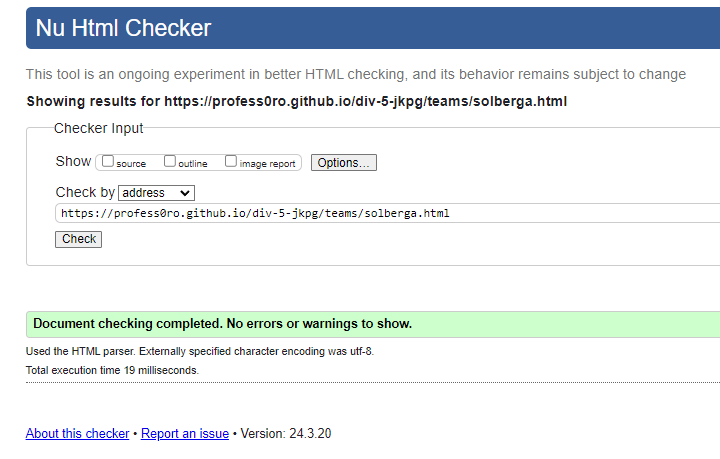 Nu Html Checker
This tool is an ongoing experiment in better HTML checking, and its behavior remains subject to change
Showing results for https://profess0ro.github.io/div-5-jkpg/teams/solberga.html
Checker Input
Show source outline image report Options...
Check by address
https://profess0ro.github.io/div-5-jkpg/teams/solberga.html
Check
Document checking completed. No errors or warnings to show.
Used the HTML parser. Externally specified character encoding was utf-8.
Total execution time 19 milliseconds.
About this checker • Report an issue • Version: 24.3.20